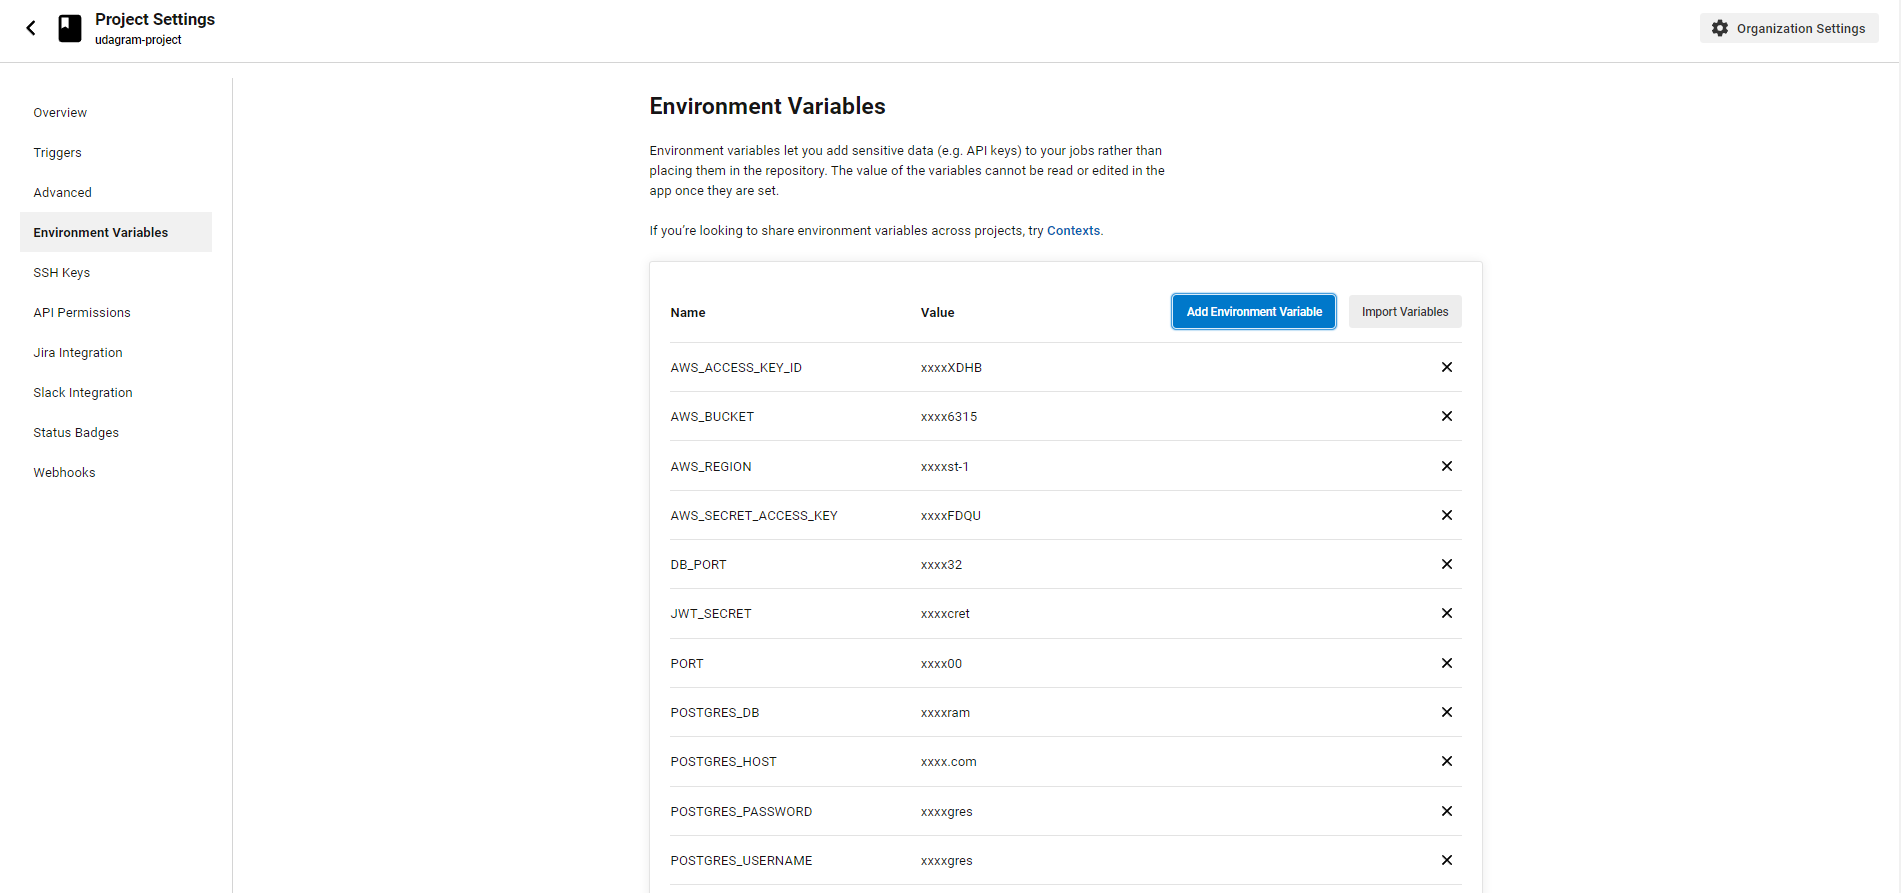 Project Settings
udagram-project
Organization Settings
Overview
Triggers
Advanced
Environment Variables
SSH Keys
API Permissions
Jira Integration
Slack Integration
Status Badges
Webhooks
Environment Variables
Environment variables let you add sensitive data (e.g. API keys) to your jobs rather than
placing them in the repository. The value of the variables cannot be read or edited in the
app once they are set.
If you’re looking to share environment variables across projects, try Contexts.
Name Value Add Environment Variable Import Variables
AWS_ACCESS_KEY_ID xxxxXDHB
AWS_BUCKET xxxx6315
AWS_REGION xxxxst-1
AWS_SECRET_ACCESS_KEY xxxxFDQU
DB_PORT xxxx32
JWT_SECRET xxxxcret
PORT xxxx00
POSTGRES_DB xxxxram
POSTGRES_HOST xxxx.com
POSTGRES_PASSWORD xxxxgres
POSTGRES_USERNAME xxxxgres